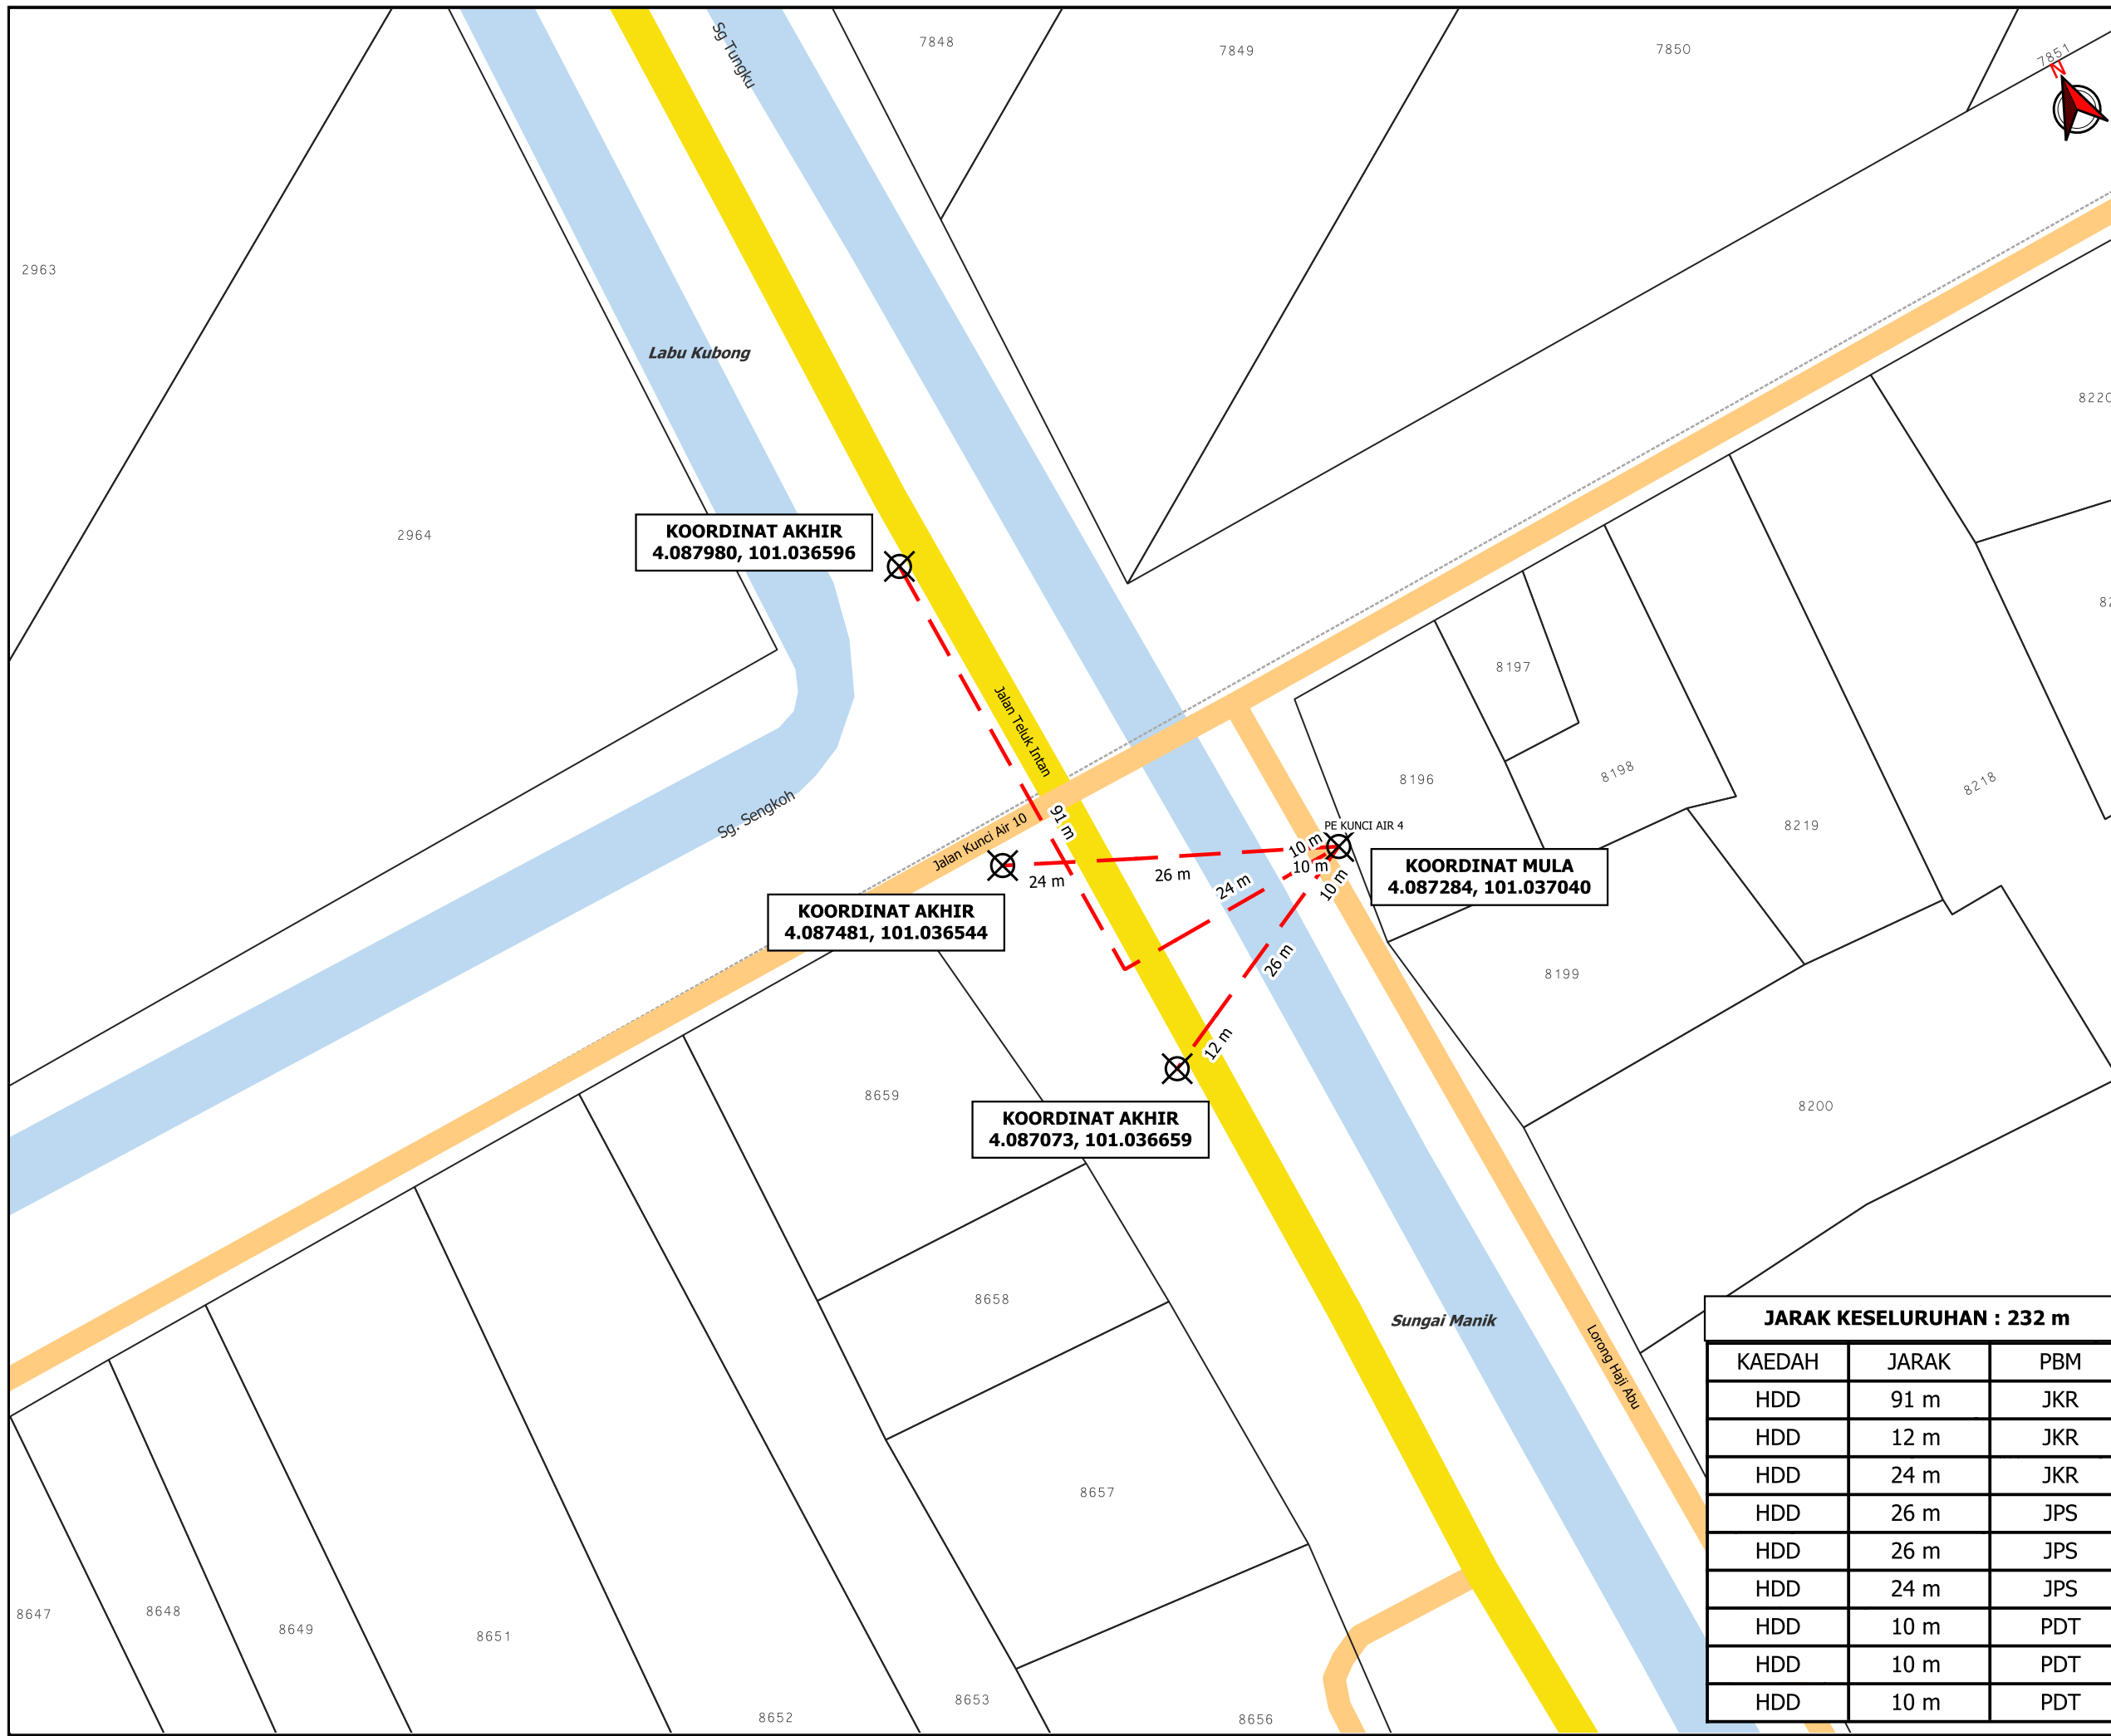 7848
7849
7850
7851
N
Sg Tungku
2963
Labu Kubong
8220
2964
KOORDINAT AKHIR
4.087980, 101.036596
8197
Jalan Teluk Intan
8196
8198
8218
8219
Sg. Sengkoh
Jalan Kunci Air 10
91 m
PE KUNCI AIR 4
10 m
10 m
10 m
KOORDINAT MULA
4.087284, 101.037040
24 m
26 m
24 m
KOORDINAT AKHIR
4.087481, 101.036544
26 m
8199
12 m
8659
KOORDINAT AKHIR
4.087073, 101.036659
8200
8658
Sungai Manik
Lorong Haji Abu
8657
8647
8648
8649
8651
8652
8653
8656
JARAK KESELURUHAN : 232 m
KAEDAH JARAK PBM
HDD 91 m JKR
HDD 12 m JKR
HDD 24 m JKR
HDD 26 m JPS
HDD 26 m JPS
HDD 24 m JPS
HDD 10 m PDT
HDD 10 m PDT
HDD 10 m PDT